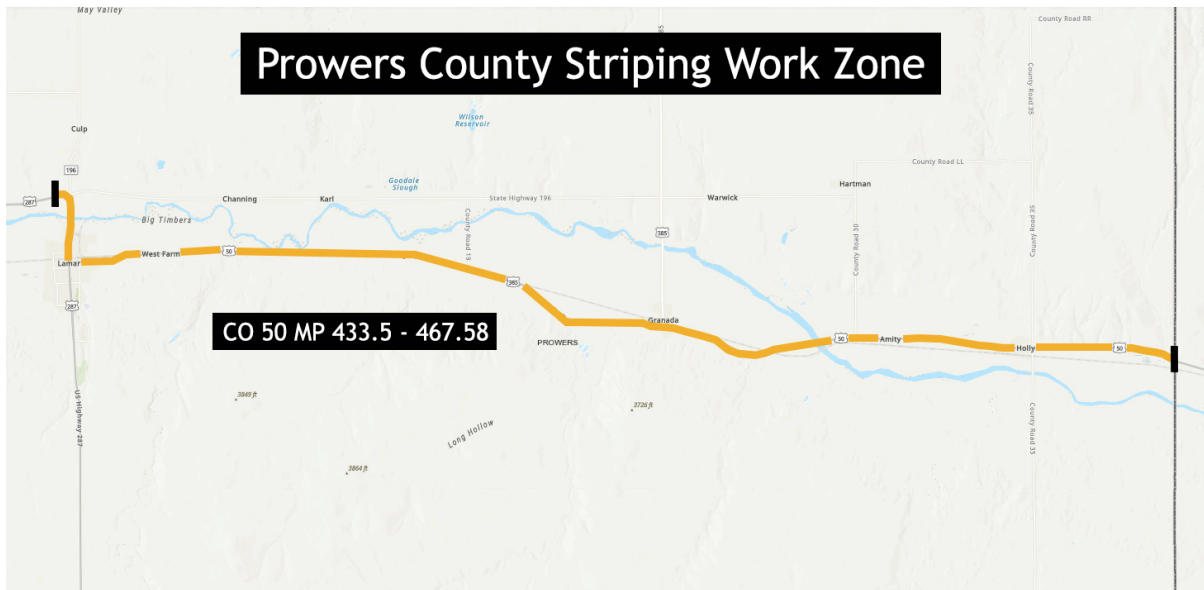 May Valley
County Road RR
385
Prowers County Striping Work Zone
County Road 35
Wilson
Reservoir
Culp
196
County Road LL
Goodale
Slough
Hartman
287
Channing
Karl
State Highway 196
Warwick
Big Timbers
County Road 19
385
County Road 30
County Road 35
Lamar
West Farm
50
385
287
Granada
CO 50 MP 433.5 - 467.58
PROWERS
50
Amity
Holly
50
US Highway 287
3849 ft
3726 ft
Long Hollow
County Road 35
3864 ft